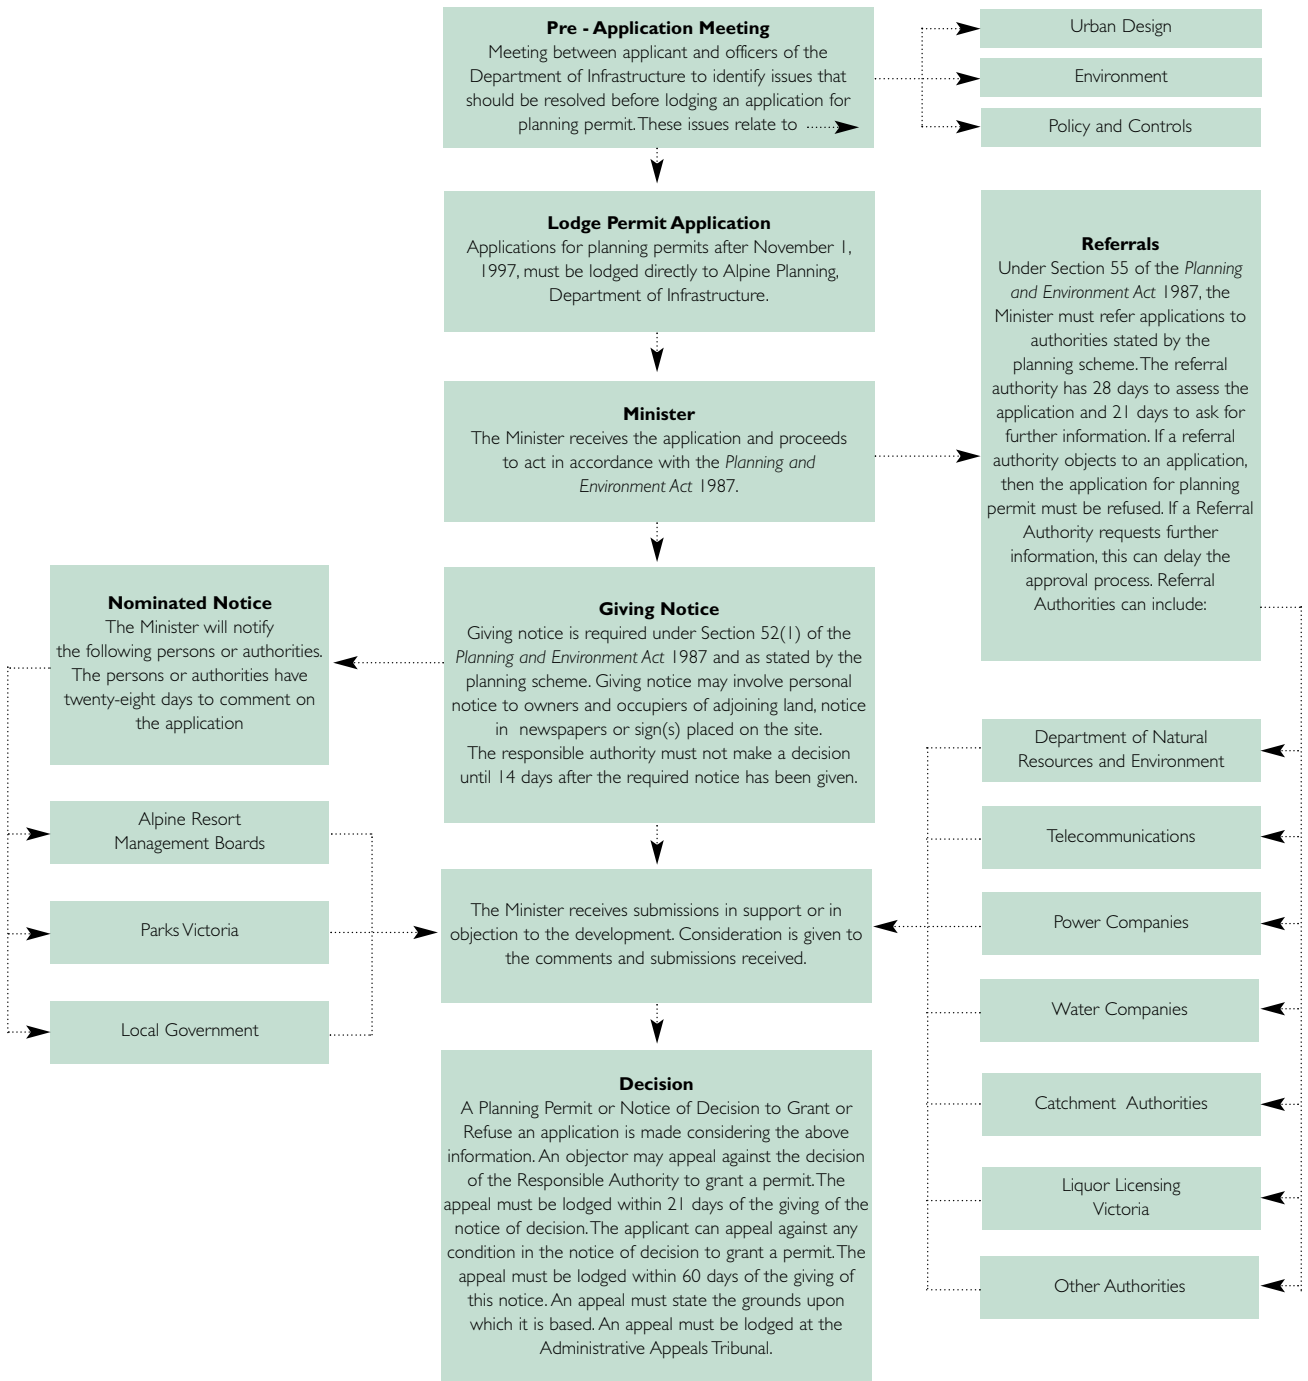 Pre - Application Meeting
Meeting between applicant and officers of the
Department of Infrastructure to identify issues that
should be resolved before lodging an application for
planning permit. These issues relate to
Urban Design
Environment
Policy and Controls
Lodge Permit Application
Applications for planning permits after November 1,
1997, must be lodged directly to Alpine Planning,
Department of Infrastructure.
Minister
The Minister receives the application and proceeds
to act in accordance with the Planning and
Environment Act 1987.
Referrals
Under Section 55 of the Planning
and Environment Act 1987, the
Minister must refer applications to
authorities stated by the
planning scheme. The referral
authority has 28 days to assess the
application and 21 days to ask for
further information. If a referral
authority objects to an application,
then the application for planning
permit must be refused. If a Referral
Authority requests further
information, this can delay the
approval process. Referral
Authorities can include:
Nominated Notice
The Minister will notify
the following persons or authorities.
The persons or authorities have
twenty-eight days to comment on
the application
Giving Notice
Giving notice is required under Section 52(1) of the
Planning and Environment Act 1987 and as stated by the
planning scheme. Giving notice may involve personal
notice to owners and occupiers of adjoining land, notice
in newspapers or sign(s) placed on the site.
The responsible authority must not make a decision
until 14 days after the required notice has been given.
Alpine Resort
Management Boards
Parks Victoria
Local Government
Department of Natural
Resources and Environment
Telecommunications
Power Companies
Water Companies
Catchment Authorities
Liquor Licensing
Victoria
Other Authorities
The Minister receives submissions in support or in
objection to the development. Consideration is given to
the comments and submissions received.
Decision
A Planning Permit or Notice of Decision to Grant or
Refuse an application is made considering the above
information. An objector may appeal against the decision
of the Responsible Authority to grant a permit. The
appeal must be lodged within 21 days of the giving of the
notice of decision. The applicant can appeal against any
condition in the notice of decision to grant a permit. The
appeal must be lodged within 60 days of the giving of
this notice. An appeal must state the grounds upon
which it is based. An appeal must be lodged at the
Administrative Appeals Tribunal.